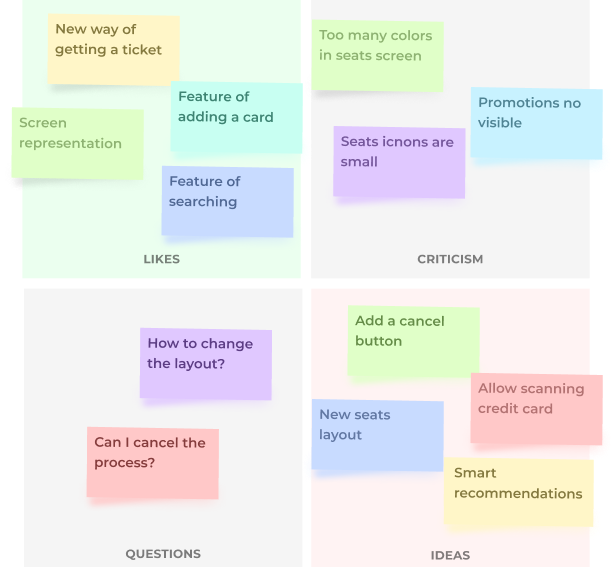 New way of
getting a ticket
Feature of
adding a card
Screen
representation
Feature of
searching
LIKES
Too many colors
in seats screen
Promotions no
visible
Seats icnons are
small
CRITICISM
How to change
the layout?
Can I cancel the
process?
QUESTIONS
Add a cancel
button
Allow scanning
credit card
New seats
layout
Smart
recommendations
IDEAS